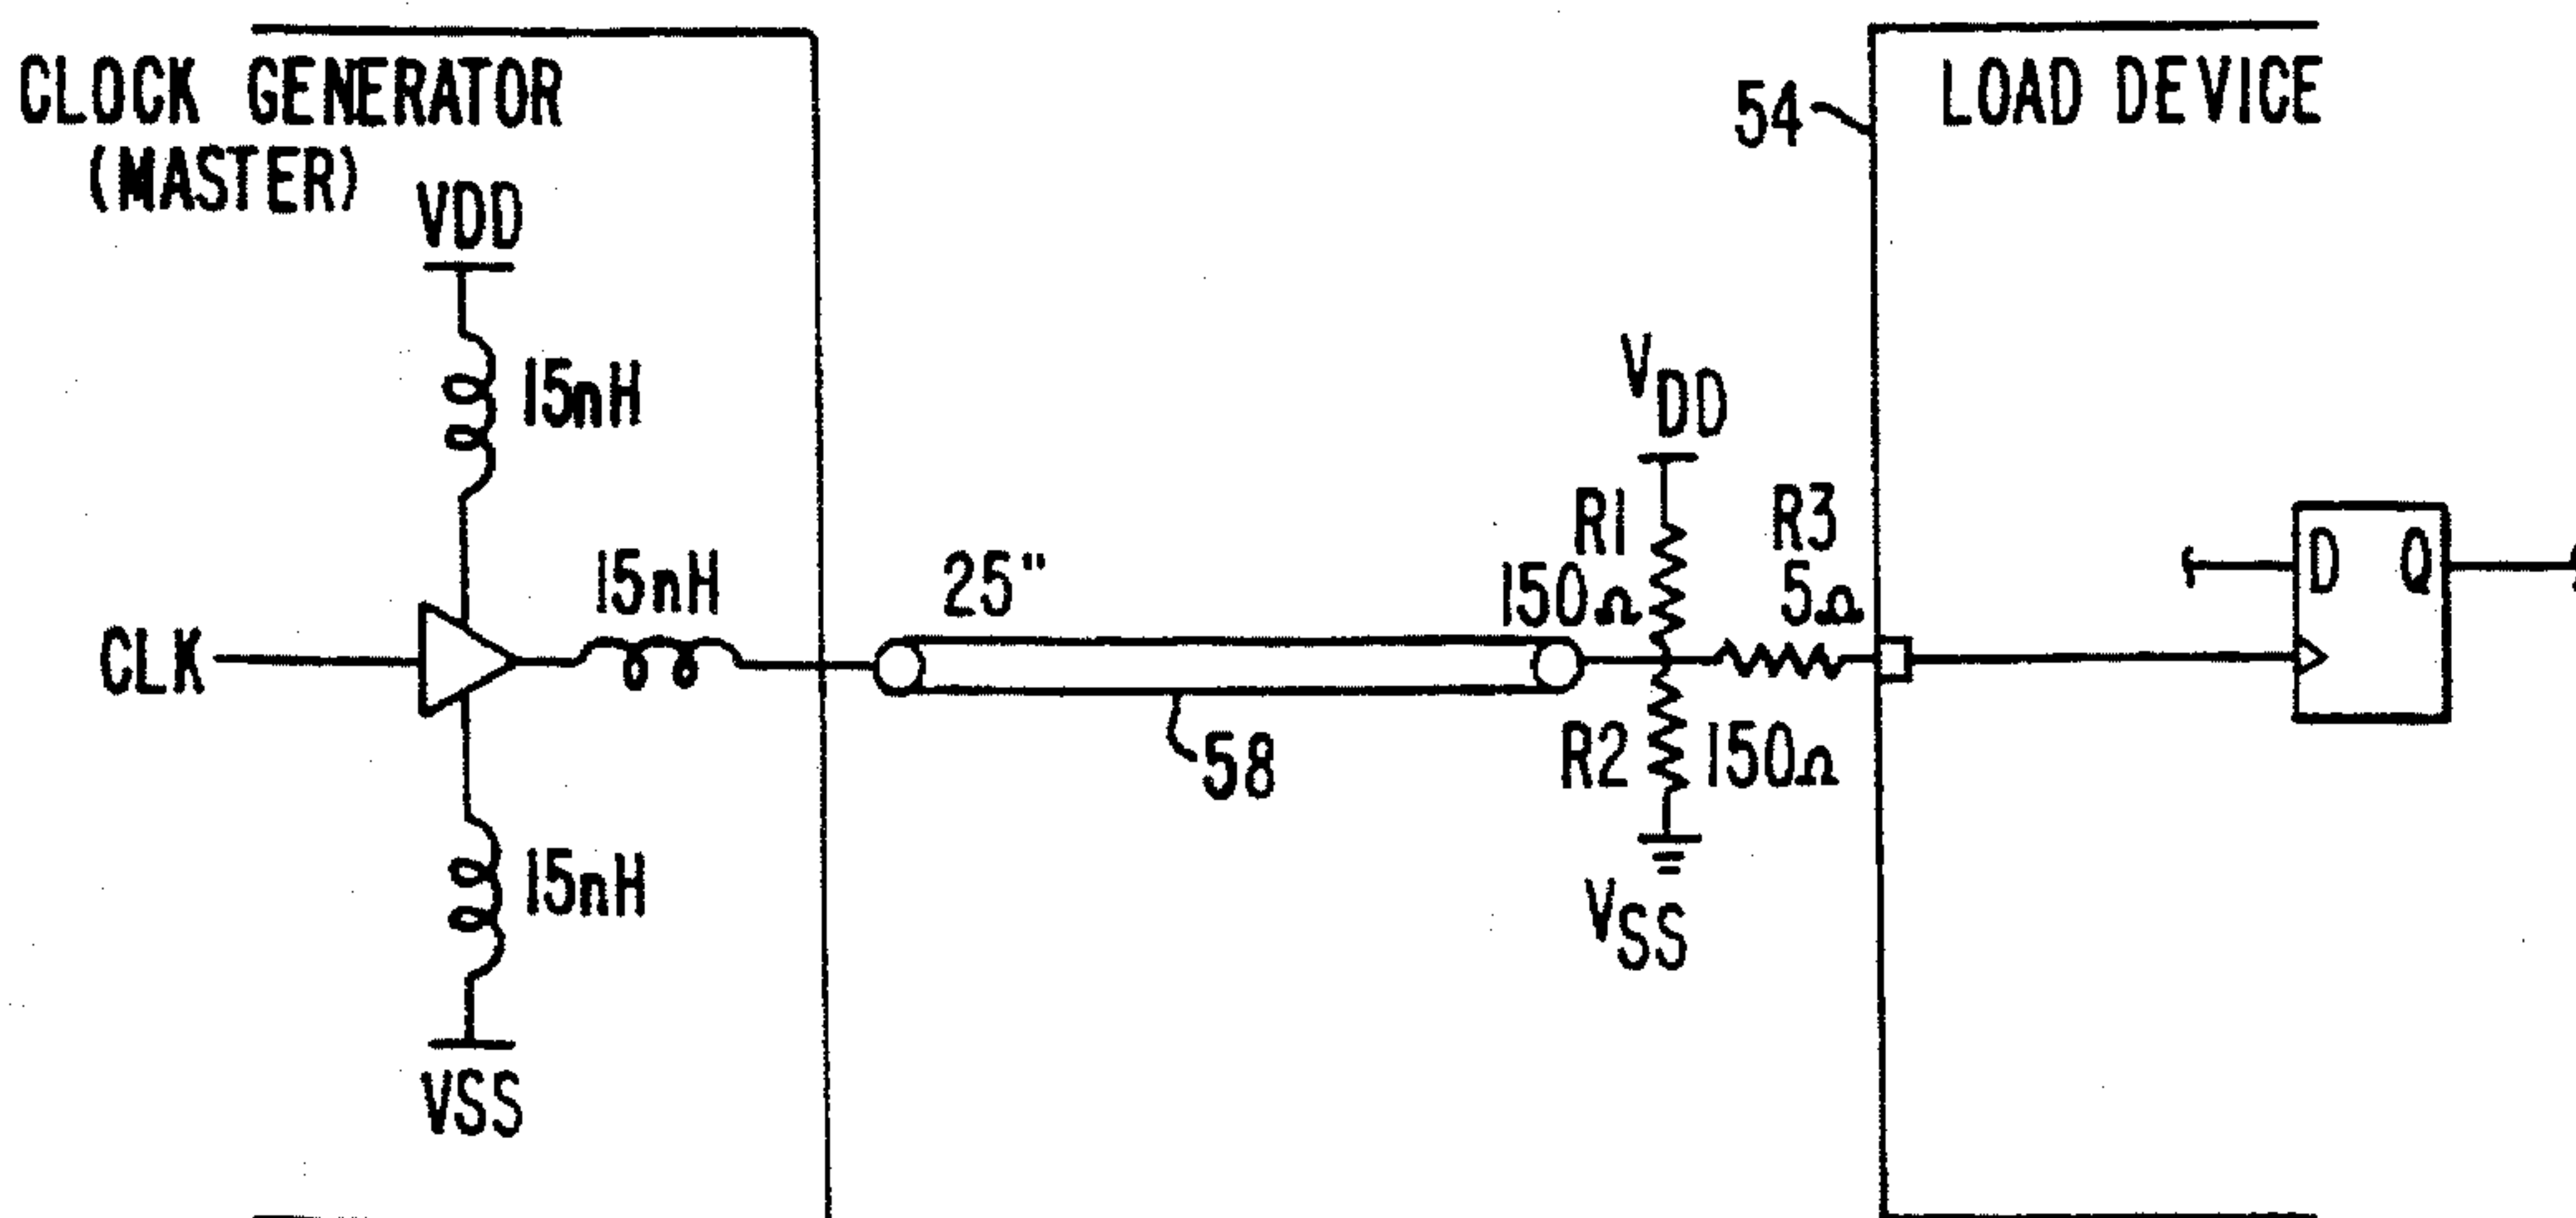 CLOCK GENERATOR
(MASTER)
VDD
15nH
15nH
CLK
15nH
VSS
25"
58
VDD
R1
150Ω
R3
5Ω
R2
150Ω
VSS
54
LOAD DEVICE
D Q